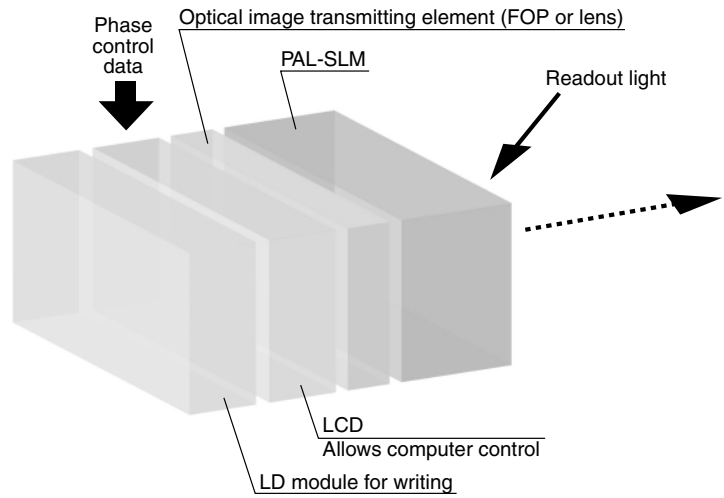 Optical image transmitting element (FOP or lens)
Phase
control
data
PAL-SLM
Readout light
LCD
Allows computer control
LD module for writing